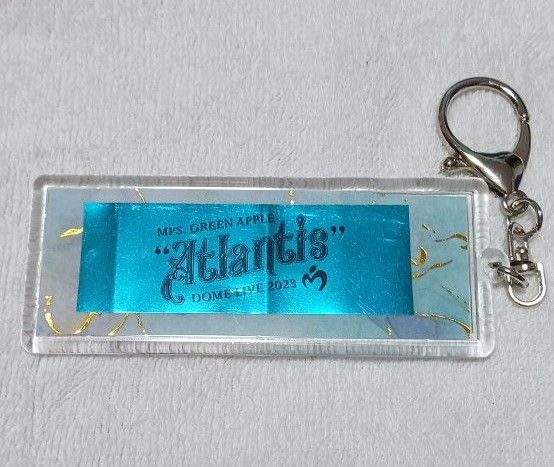 MRS. GREEN APPLE
"Atlantis"
DOME LIVE 2023